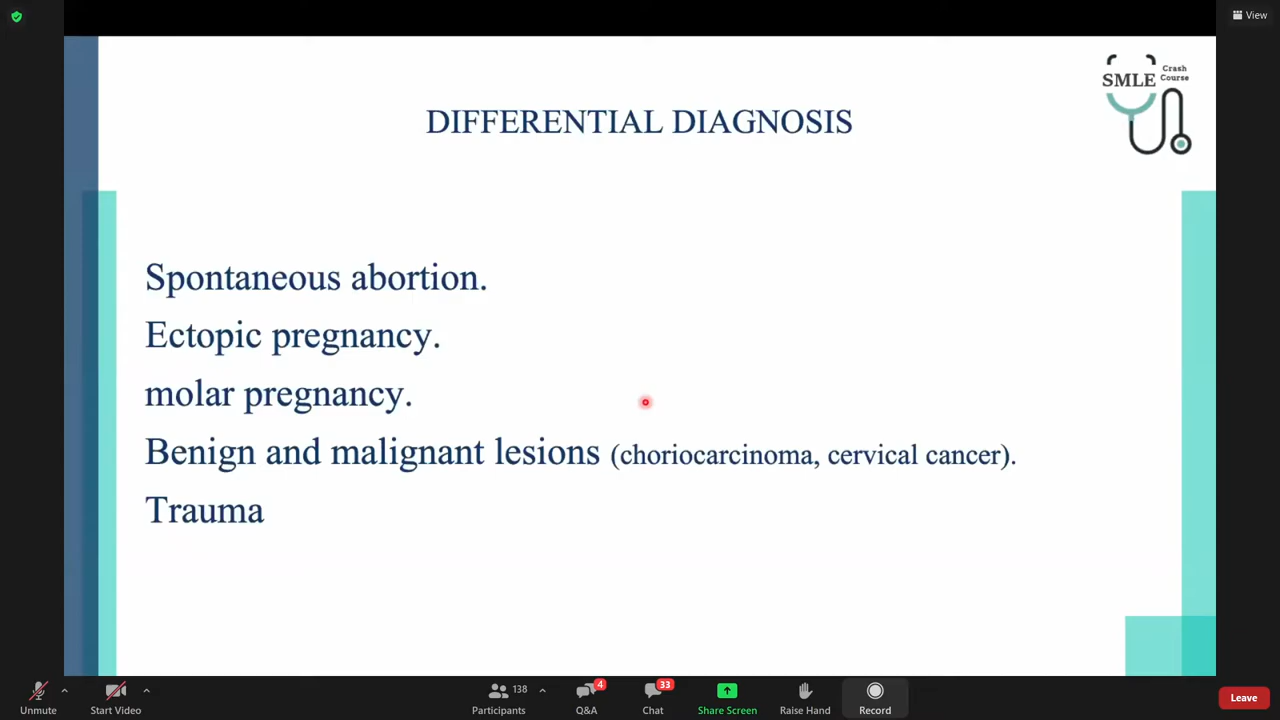 View
SMLE Crash
Course
DIFFERENTIAL DIAGNOSIS
Spontaneous abortion.
Ectopic pregnancy.
molar pregnancy.
Benign and malignant lesions (choriocarcinoma, cervical cancer).
Trauma
Unmute
Start Video
138
Participants
4
Q&A
33
Chat
Share Screen
Raise Hand
Record
Leave